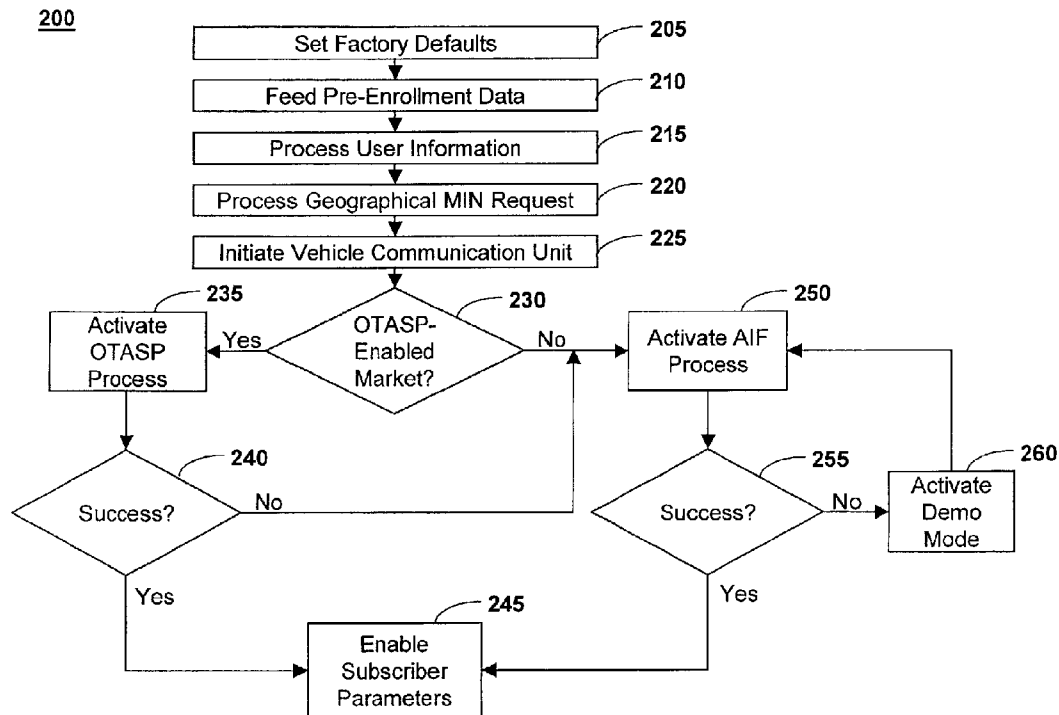 200
Set Factory Defaults
205
Feed Pre-Enrollment Data
210
Process User Information
215
Process Geographical MIN Request
220
Initiate Vehicle Communication Unit
225
OTASP-
Enabled
Market?
230
Yes
No
Activate
OTASP
Process
235
Activate AIF
Process
250
Success?
240
No
Yes
Success?
255
No
Yes
Activate
Demo
Mode
260
Enable
Subscriber
Parameters
245